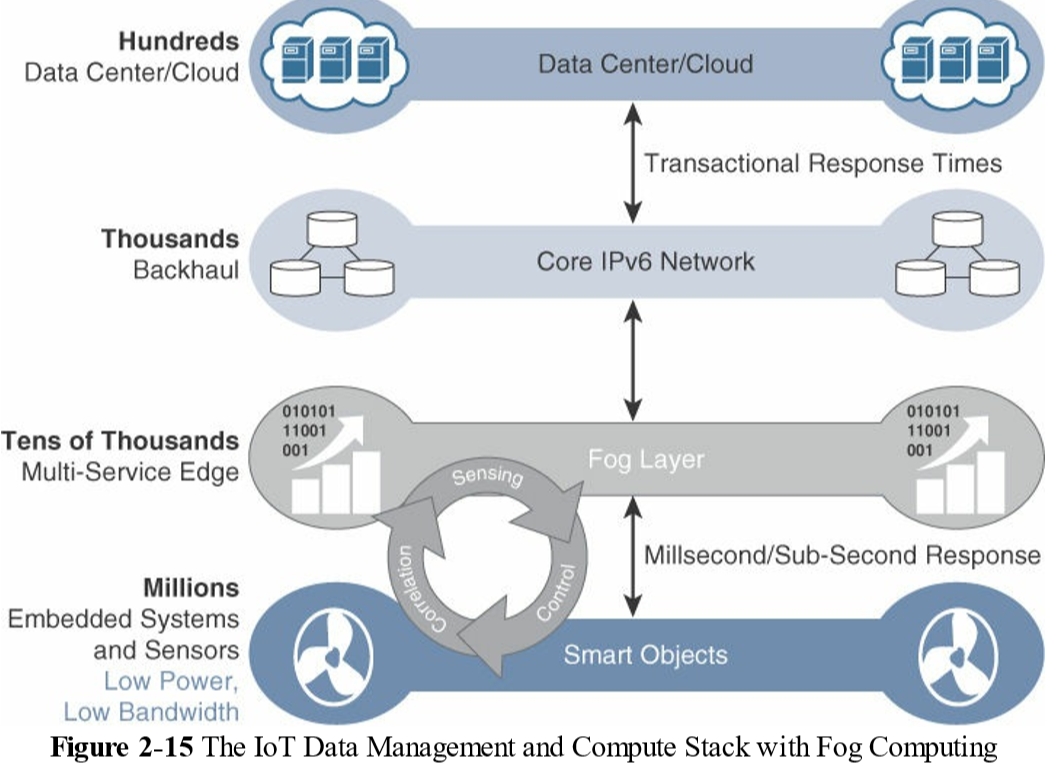 Hundreds
Data Center/Cloud
Data Center/Cloud
Transactional Response Times
Thousands
Backhaul
Core IPv6 Network
Tens of Thousands
Multi-Service Edge
010101
11001
001
Fog Layer
010101
11001
001
Sensing
Control
Correlation
Millsecond/Sub-Second Response
Millions
Embedded Systems
and Sensors
Low Power,
Low Bandwidth
Smart Objects
Figure 2-15 The IoT Data Management and Compute Stack with Fog Computing